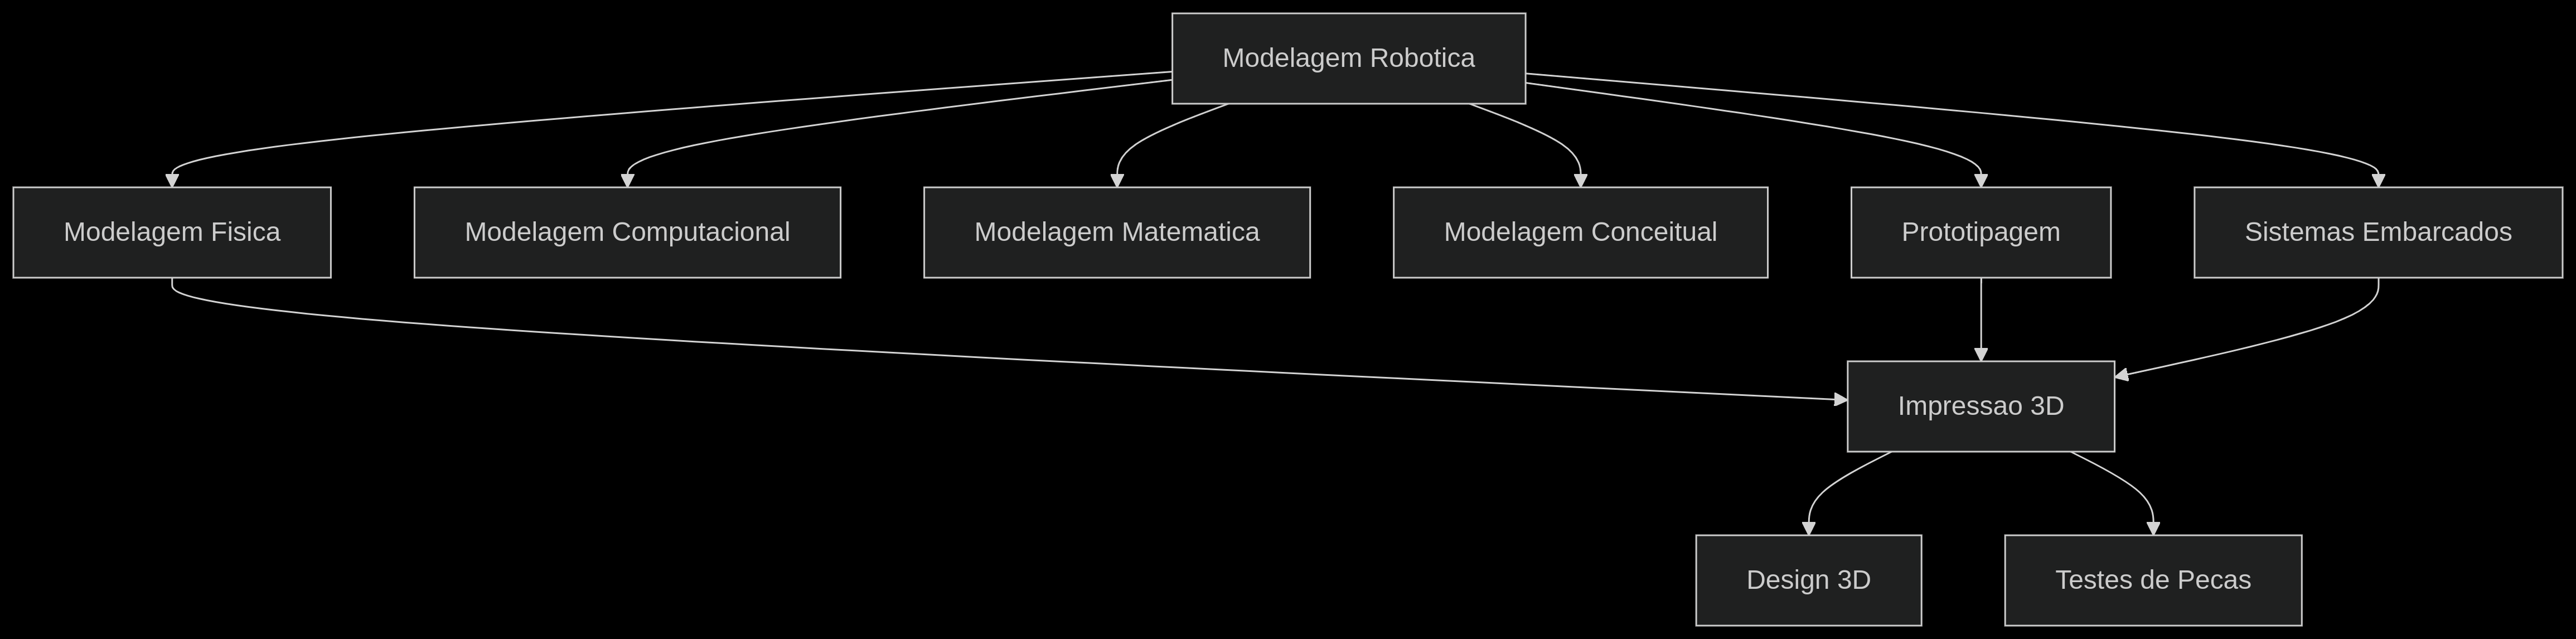 Modelagem Robotica
Modelagem Fisica
Modelagem Computacional
Modelagem Matematica
Modelagem Conceitual
Prototipagem
Sistemas Embarcados
Impressao 3D
Design 3D
Testes de Pecas